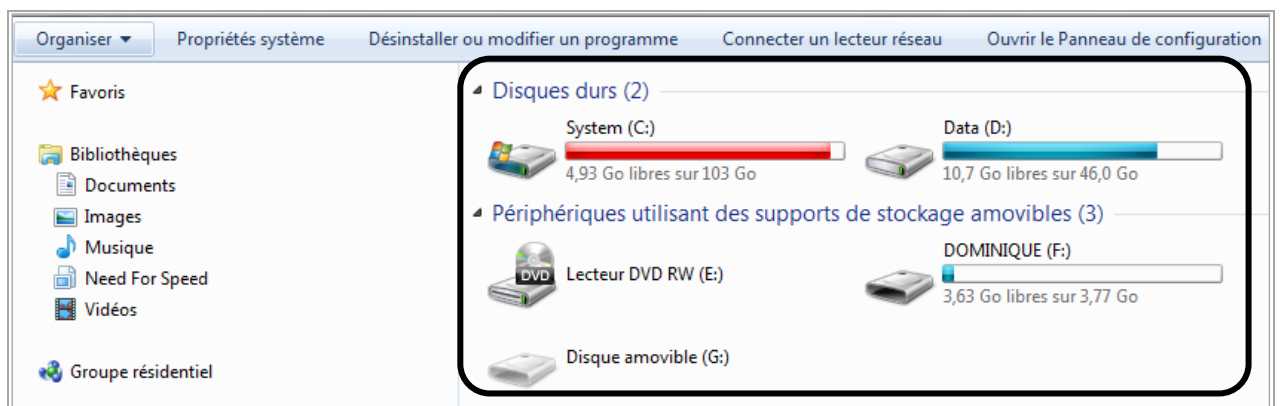 Organiser Propriétés système Désinstaller ou modifier un programme Connecter un lecteur réseau Ouvrir le Panneau de configuration
Favoris
Bibliothèques
Documents
Images
Musique
Need For Speed
Vidéos
Groupe résidentiel
Disques durs (2)
System (C:)
4,93 Go libres sur 103 Go
Data (D:)
10,7 Go libres sur 46,0 Go
Périphériques utilisant des supports de stockage amovibles (3)
DVD
Lecteur DVD RW (E:)
DOMINIQUE (F:)
3,63 Go libres sur 3,77 Go
Disque amovible (G:)